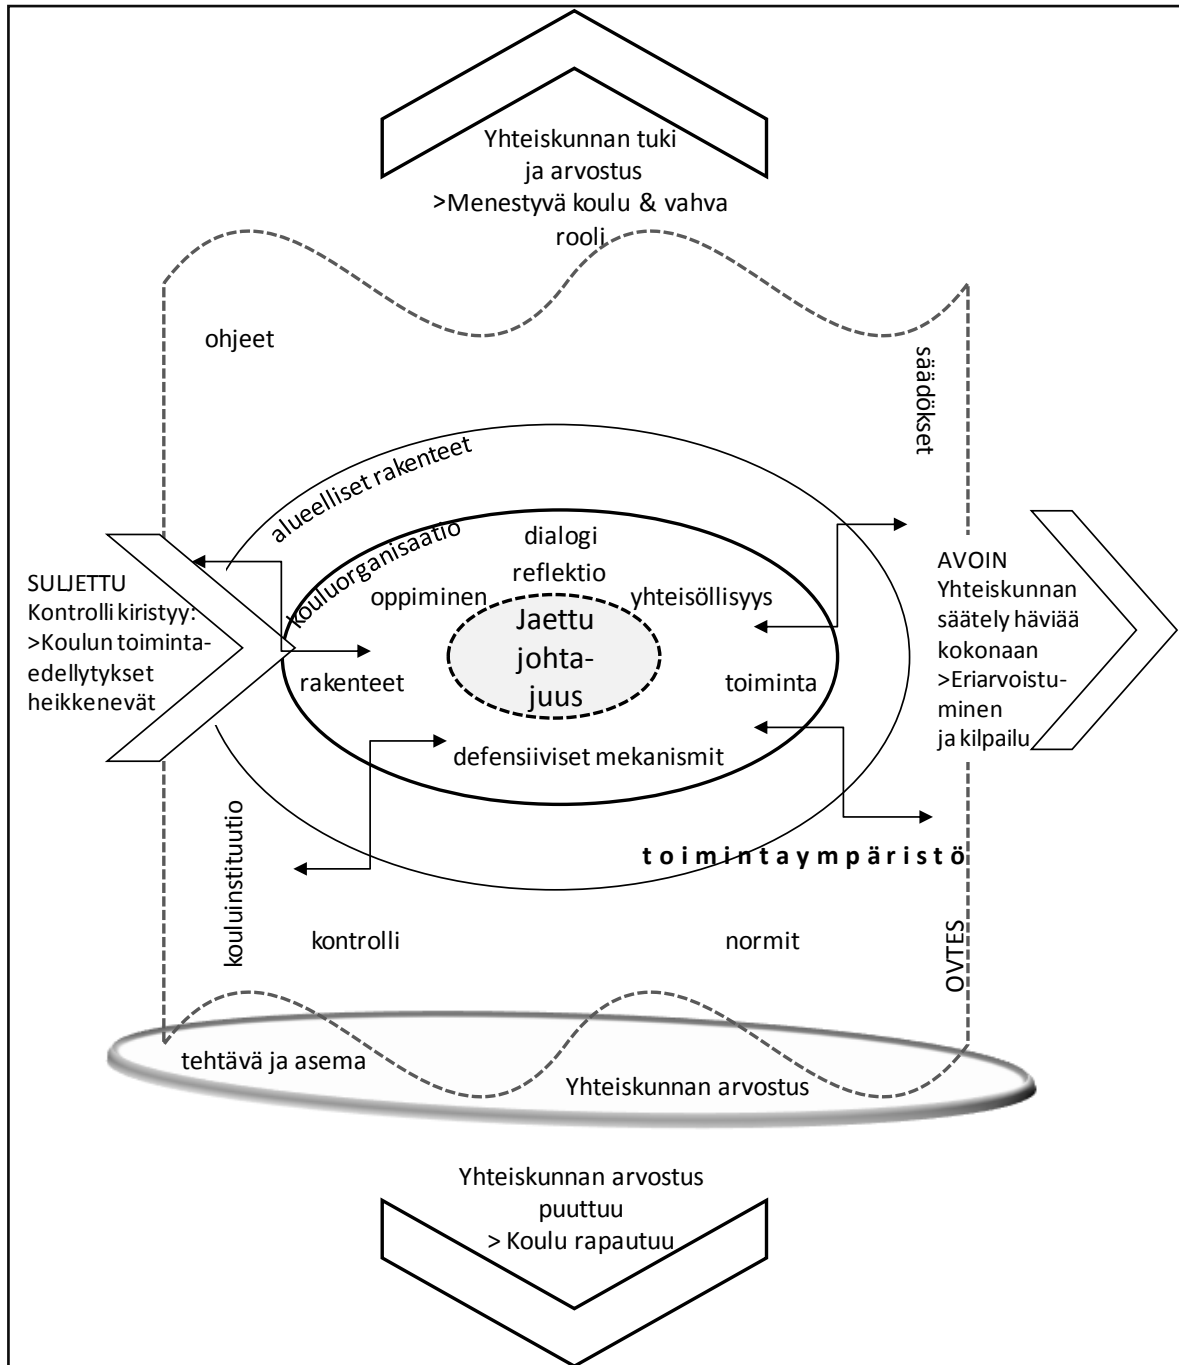 Yhteiskunnan tuki
ja arvostus
>Menestyvä koulu & vahva
rooli
ohjeet
säädökset
alueelliset rakenteet
kouluorganisaatio
dialogi
reflektio
oppiminen
yhteisöllisyys
Jaettu
johta-
juus
rakenteet
toiminta
defensiiviset mekanismit
SULJETTU
Kontrolli kiristyy:
>Koulun toiminta-
edellytykset
heikkenevät
AVOIN
Yhteiskunnan
säätely häviää
kokonaan
>Eriarvoistu-
minen
ja kilpailu
toimintaympäristö
kouluinstituutio
kontrolli
normit
OVTES
tehtävä ja asema
Yhteiskunnan arvostus
Yhteiskunnan arvostus
puuttuu
> Koulu rapautuu